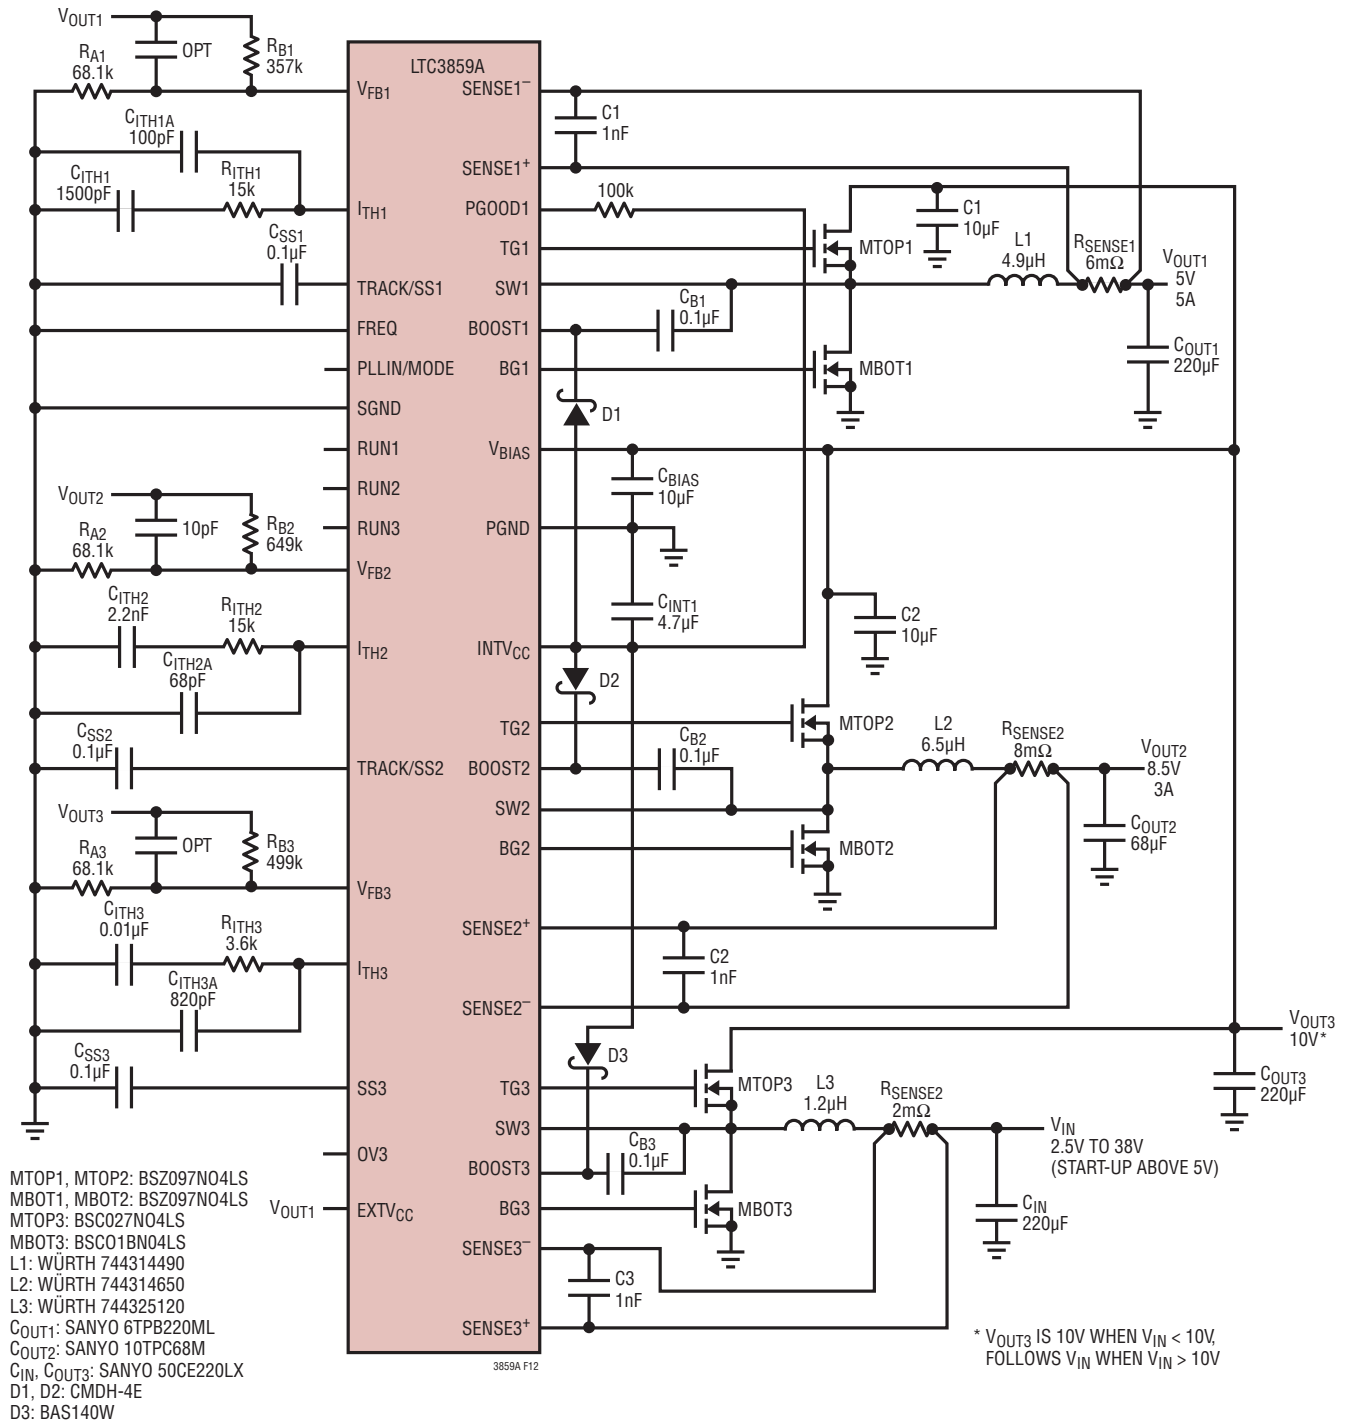 VOUT1
RA1
68.1k
OPT
RB1
357k
CITH1A
100pF
CITH1
1500pF
RITH1
15k
CSS1
0.1µF
VOUT2
RA2
68.1k
10pF
RB2
649k
CITH2
2.2nF
RITH2
15k
CITH2A
68pF
CSS2
0.1µF
VOUT3
RA3
68.1k
OPT
RB3
499k
CITH3
0.01µF
RITH3
3.6k
CITH3A
820pF
CSS3
0.1µF
VOUT1
LTC3859A
VFB1
ITH1
TRACK/SS1
FREQ
PLLIN/MODE
SGND
RUN1
RUN2
RUN3
VFB2
ITH2
TRACK/SS2
VFB3
ITH3
SS3
OV3
EXTVCC
SENSE1–
SENSE1+
PGOOD1
TG1
SW1
BOOST1
BG1
VBIAS
PGND
INTVCC
TG2
BOOST2
SW2
BG2
SENSE2+
SENSE2–
TG3
SW3
BOOST3
BG3
SENSE3–
SENSE3+
C1
1nF
100k
MTOP1
C1
10µF
L1
4.9µH
RSENSE1
6mΩ
VOUT1
5V
5A
CB1
0.1µF
MBOT1
COUT1
220µF
D1
CBIAS
10µF
CINT1
4.7µF
C2
10µF
D2
MTOP2
L2
6.5µH
RSENSE2
8mΩ
VOUT2
8.5V
3A
CB2
0.1µF
MBOT2
COUT2
68µF
C2
1nF
VOUT3
10V*
D3
MTOP3
L3
1.2µH
RSENSE2
2mΩ
COUT3
220µF
VIN
2.5V TO 38V
(START-UP ABOVE 5V)
CB3
0.1µF
MBOT3
CIN
220µF
C3
1nF
* VOUT3 IS 10V WHEN VIN < 10V,
FOLLOWS VIN WHEN VIN > 10V
3859A F12
MTOP1, MTOP2: BSZ097NO4LS
MBOT1, MBOT2: BSZ097NO4LS
MTOP3: BSC027NO4LS
MBOT3: BSCO1BN04LS
L1: WÜRTH 744314490
L2: WÜRTH 744314650
L3: WÜRTH 744325120
COUT1: SANYO 6TPB220ML
COUT2: SANYO 10TPC68M
CIN, COUT3: SANYO 50CE220LX
D1, D2: CMDH-4E
D3: BAS140W